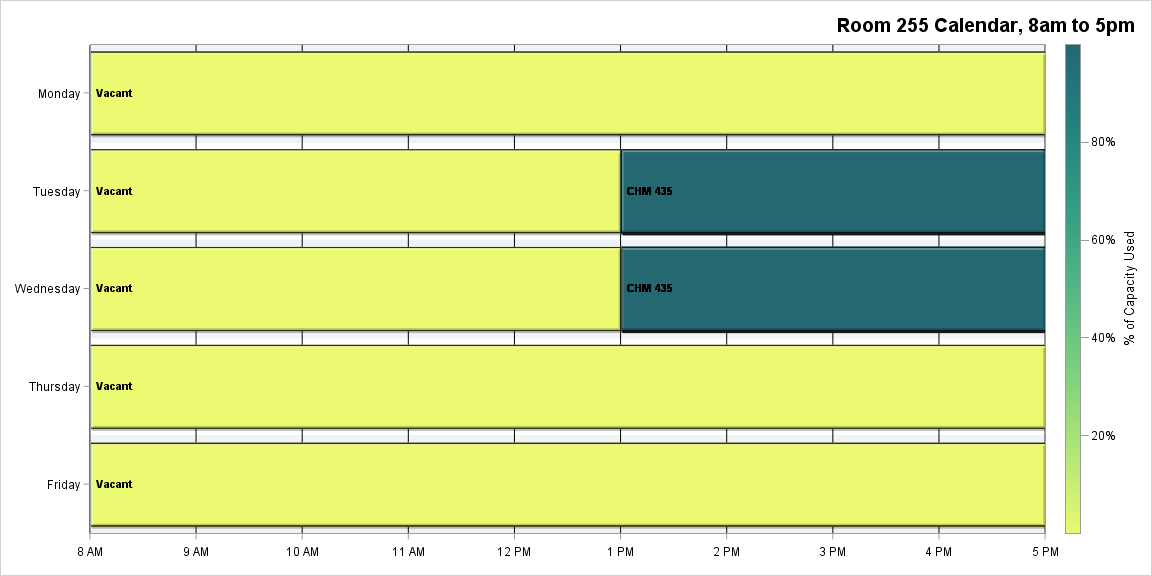 Room 255 Calendar, 8am to 5pm
Monday
Vacant
Tuesday
Vacant
CHM 435
Wednesday
Vacant
CHM 435
Thursday
Vacant
Friday
Vacant
8 AM 9 AM 10 AM 11 AM 12 PM 1 PM 2 PM 3 PM 4 PM 5 PM
80%
60%
40%
20%
% of Capacity Used